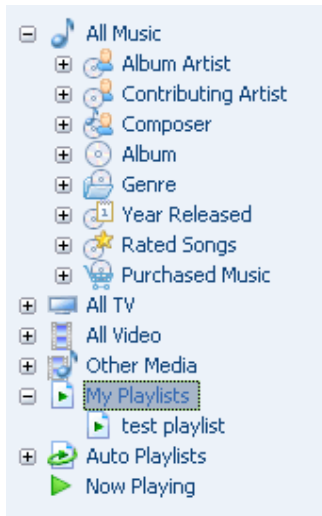 All Music
Album Artist
Contributing Artist
Composer
Album
Genre
Year Released
Rated Songs
Purchased Music
All TV
All Video
Other Media
My Playlists
test playlist
Auto Playlists
Now Playing